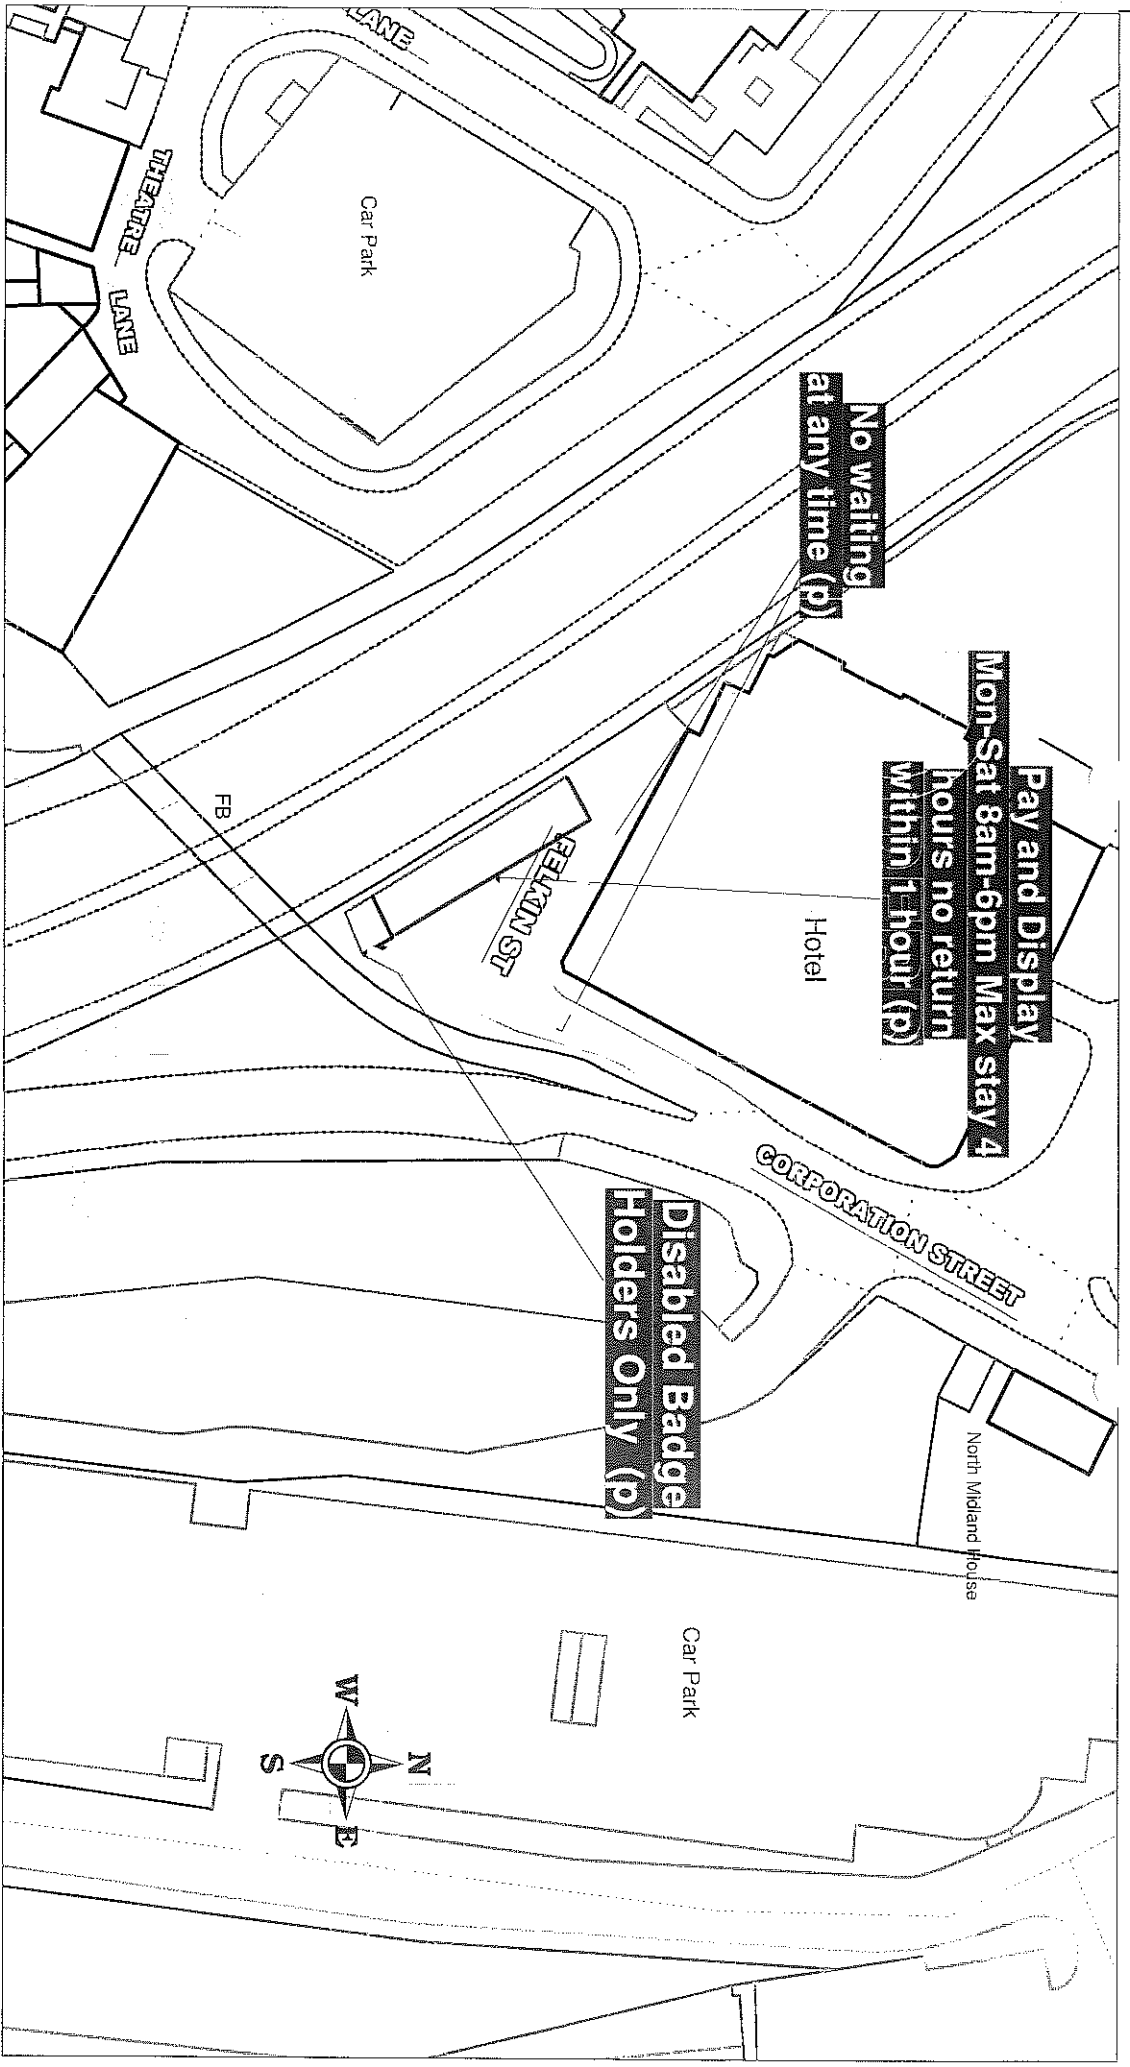 Pay and Display
Mon-Sat 8am-6pm Max stay 4
hours no return
within 1 hour (p)
No waiting
at any time (p)
Hotel
CORPORATION STREET
North Midland House
Disabled Badge
Holders Only (p)
FELKIN ST
Car Park
LANE
Car Park
THEATRE
LANE
FB
N
W
E
S